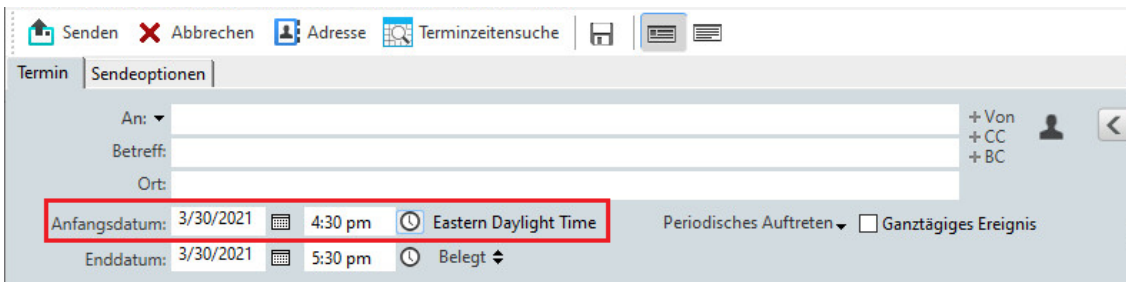 Senden Abbrechen Adresse Terminzeitensuche
Termin Sendeoptionen
An:
+ Von
+ CC
+ BC
Betreff:
Ort:
Anfangsdatum: 3/30/2021 4:30 pm Eastern Daylight Time Periodisches Auftreten Ganztägiges Ereignis
Enddatum: 3/30/2021 5:30 pm Belegt